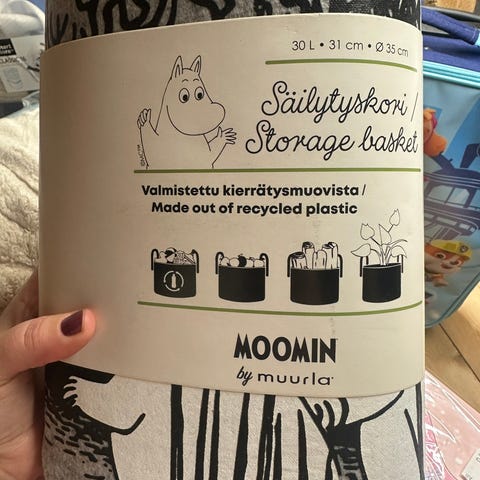 30 L • 31 cm • Ø 35 cm
Säilytyskori /
Storage basket
Valmistettu kierrätysmuovista /
Made out of recycled plastic
MOOMIN
by muurla